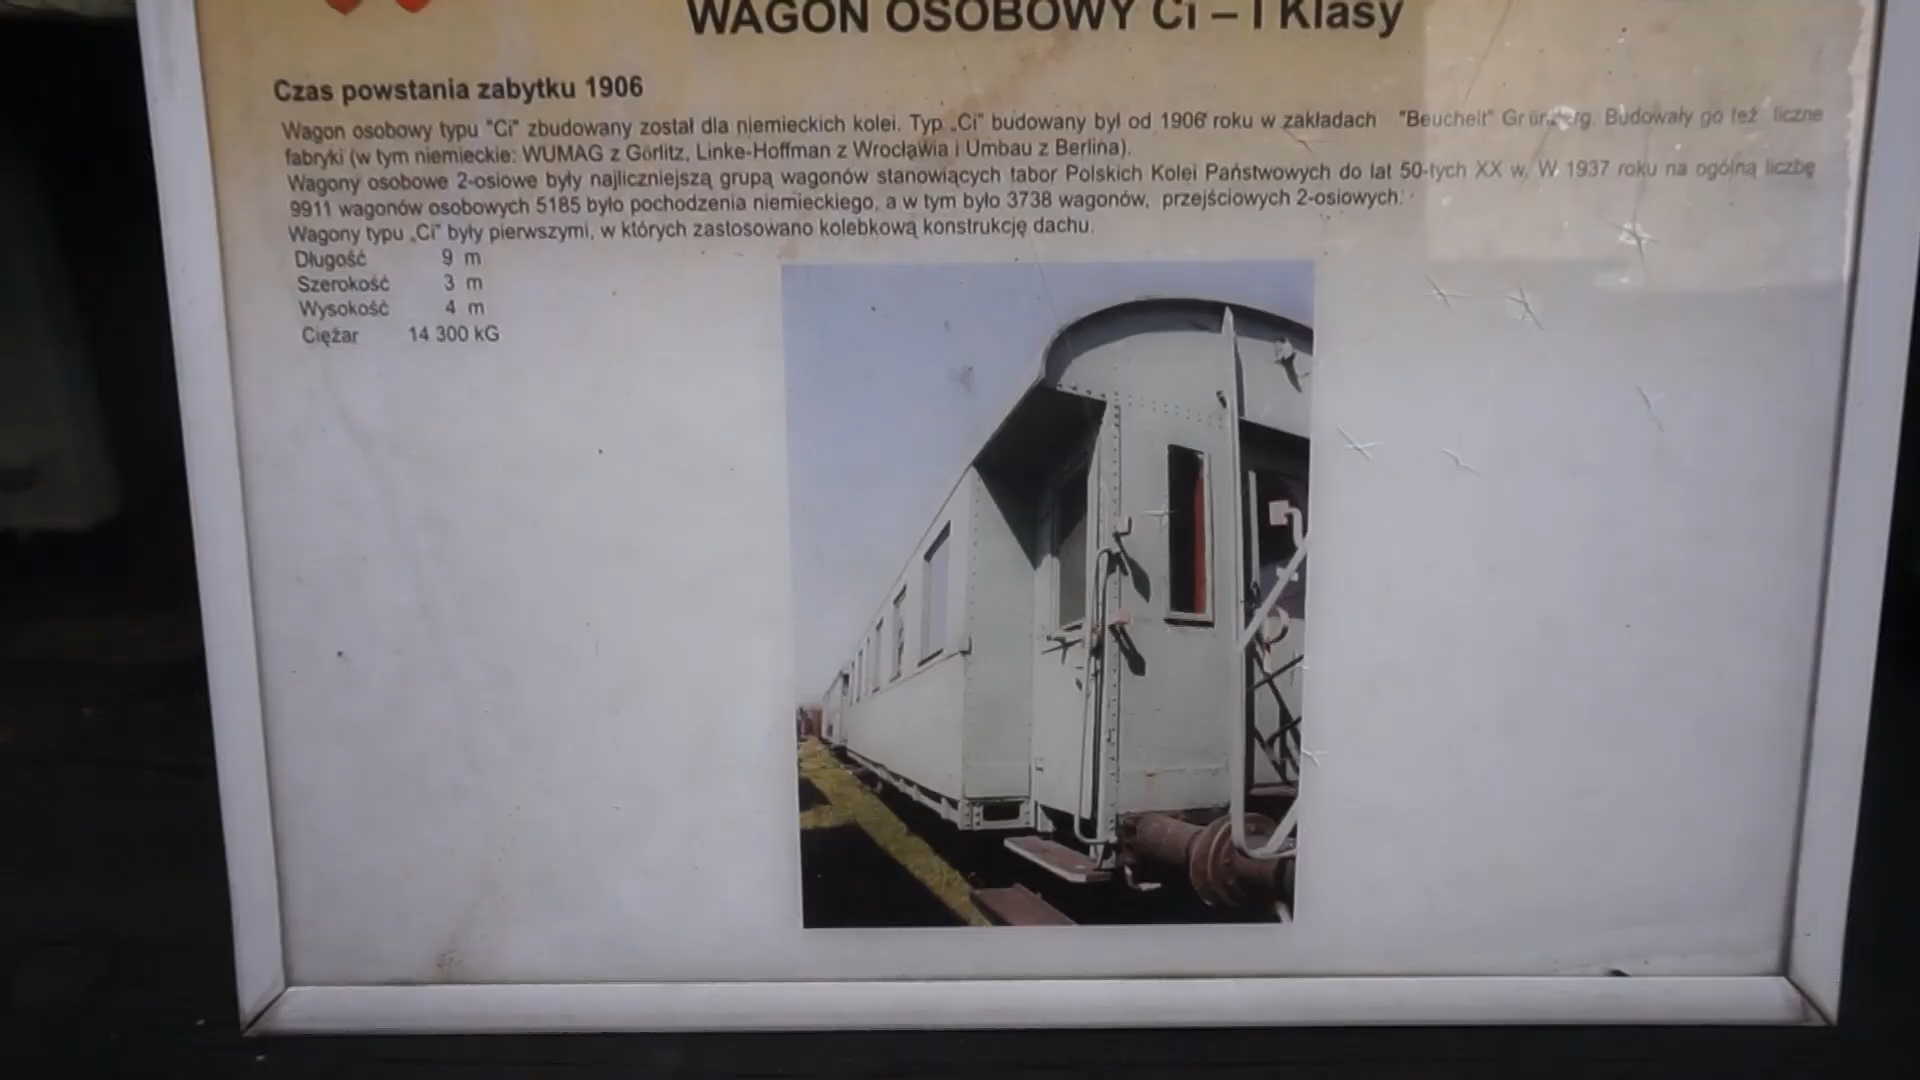 WAGON OSOBOWY Ci – I Klasy
Czas powstania zabytku 1906
Wagon osobowy typu "Ci" zbudowany został dla niemieckich kolei. Typ „Ci" budowany był od 1906 roku w zakładach "Beuchelt" Budowały go też liczne
fabryki (w tym niemieckie: WUMAG z Görlitz, Linke-Hoffman z Wrocławia i Umbau z Berlina).
Wagony osobowe 2-osiowe były najliczniejszą grupą wagonów stanowiących tabor Polskich Kolei Państwowych do lat 50-tych XX w. W 1937 roku na ogólną liczbę
9911 wagonów osobowych 5185 było pochodzenia niemieckiego, a w tym było 3738 wagonów, przejściowych 2-osiowych.
Wagony typu „Ci" były pierwszymi, w których zastosowano kolebkową konstrukcję dachu.
Długość 9 m
Szerokość 3 m
Wysokość 4 m
Ciężar 14 300 kG